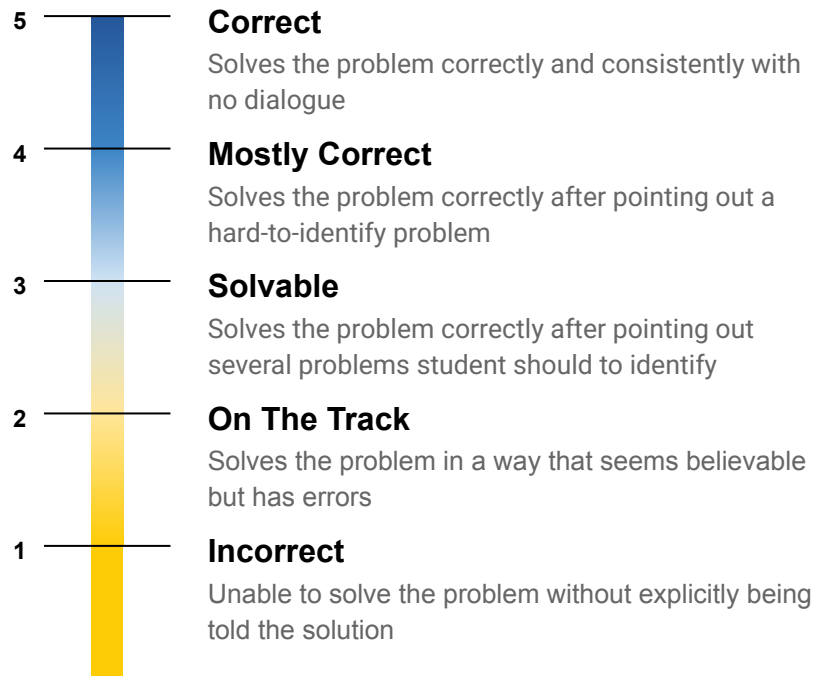 5 Correct
Solves the problem correctly and consistently with
no dialogue
4 Mostly Correct
Solves the problem correctly after pointing out a
hard-to-identify problem
3 Solvable
Solves the problem correctly after pointing out
several problems student should to identify
2 On The Track
Solves the problem in a way that seems believable
but has errors
1 Incorrect
Unable to solve the problem without explicitly being
told the solution